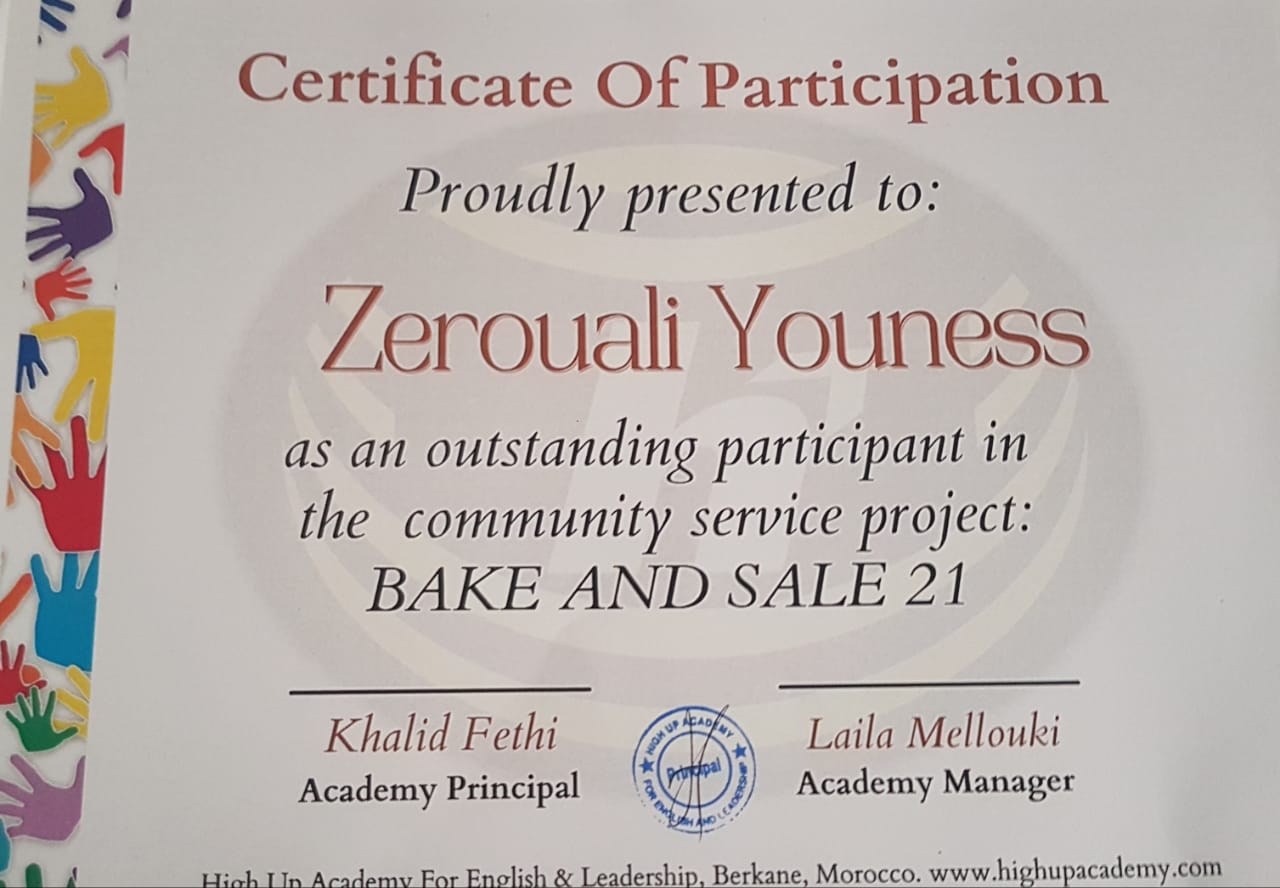 Certificate Of Participation
Proudly presented to:
Zerouali Youness
as an outstanding participant in
the community service project:
BAKE AND SALE 21
Khalid Fethi
Academy Principal
HIGH UP ACADEMY
Principal
FOR ENGLISH AND LEADERSHIP
Laila Mellouki
Academy Manager
High Up Academy For English & Leadership, Berkane, Morocco. www.highupacademy.com